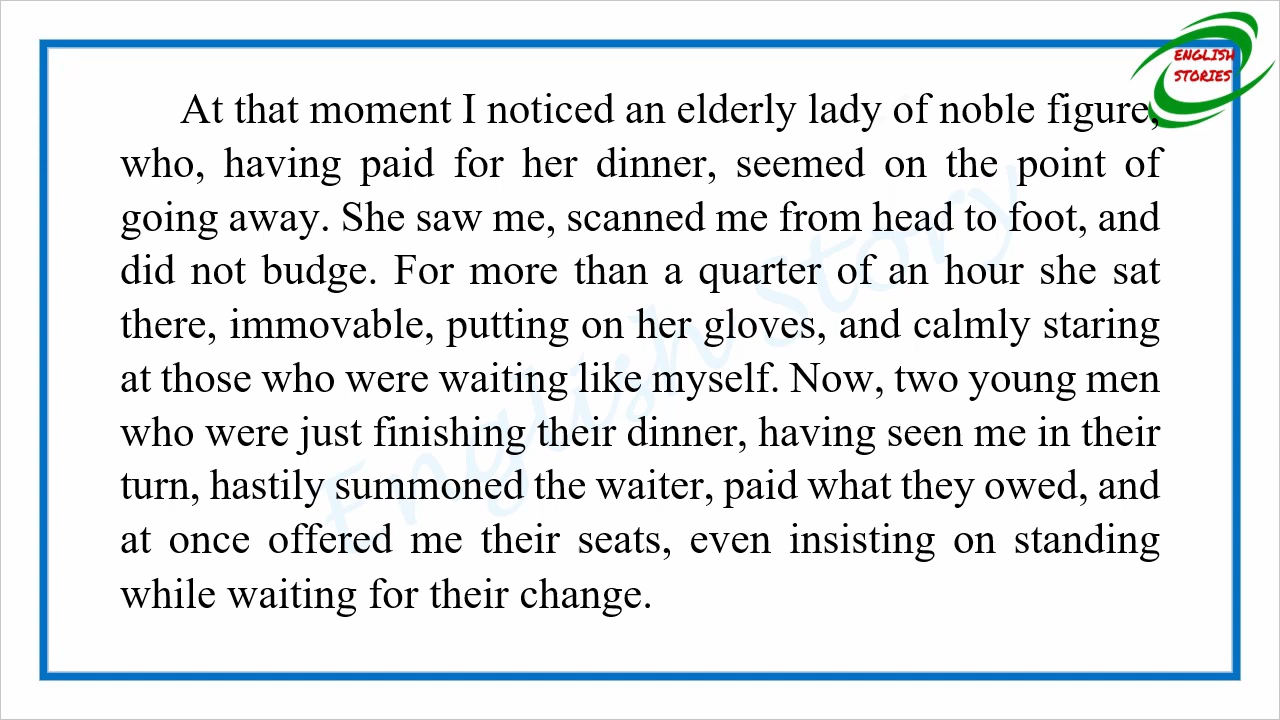 ENGLISH
STORIES
At that moment I noticed an elderly lady of noble figure,
who, having paid for her dinner, seemed on the point of
going away. She saw me, scanned me from head to foot, and
did not budge. For more than a quarter of an hour she sat
there, immovable, putting on her gloves, and calmly staring
at those who were waiting like myself. Now, two young men
who were just finishing their dinner, having seen me in their
turn, hastily summoned the waiter, paid what they owed, and
at once offered me their seats, even insisting on standing
while waiting for their change.
English Story